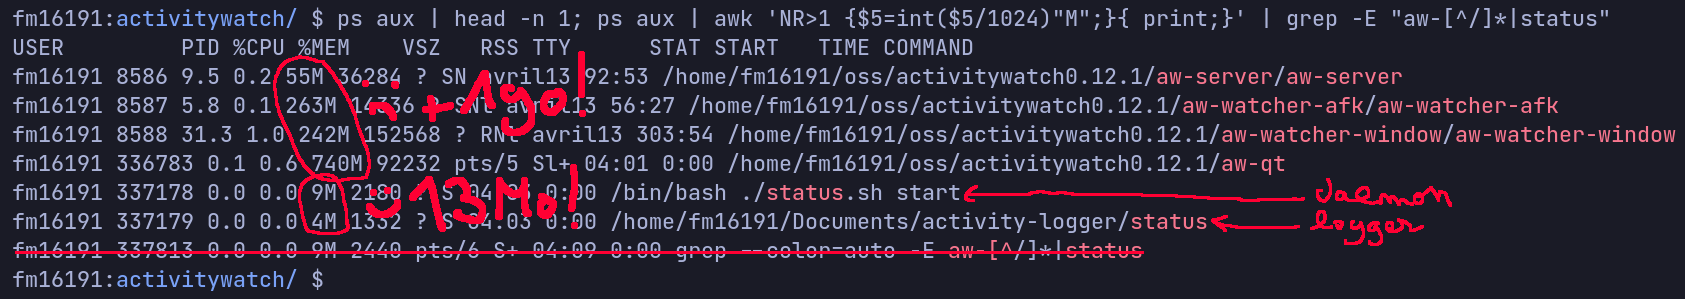 fm16191:activitywatch/ $ ps aux | head -n 1; ps aux | awk 'NR>1 {$5=int($5/1024)"M";}{ print;}' | grep -E "aw-[^/]*|status"
USER PID %CPU %MEM VSZ RSS TTY STAT START TIME COMMAND
fm16191 8586 9.5 0.2 55M 36284 ? SN avril13 92:53 /home/fm16191/oss/activitywatch0.12.1/aw-server/aw-server
fm16191 8587 5.8 0.1 263M 14336 ? SNl avril13 56:27 /home/fm16191/oss/activitywatch0.12.1/aw-watcher-afk/aw-watcher-afk
+1go!
fm16191 8588 31.3 1.0 242M 152568 ? RNl avril13 303:54 /home/fm16191/oss/activitywatch0.12.1/aw-watcher-window/aw-watcher-window
fm16191 336783 0.1 0.6 740M 92232 pts/5 Sl+ 04:01 0:00 /home/fm16191/oss/activitywatch0.12.1/aw-qt
fm16191 337178 0.0 0.0 9M 2180 ? S 04:03 0:00 /bin/bash ./status.sh start
Daemon
13Mo!
fm16191 337179 0.0 0.0 4M 1332 ? S 04:03 0:00 /home/fm16191/Documents/activity-logger/status
logger
fm16191 337813 0.0 0.0 9M 2440 pts/6 S+ 04:09 0:00 grep --color=auto -E aw-[^/]*|status
fm16191:activitywatch/ $